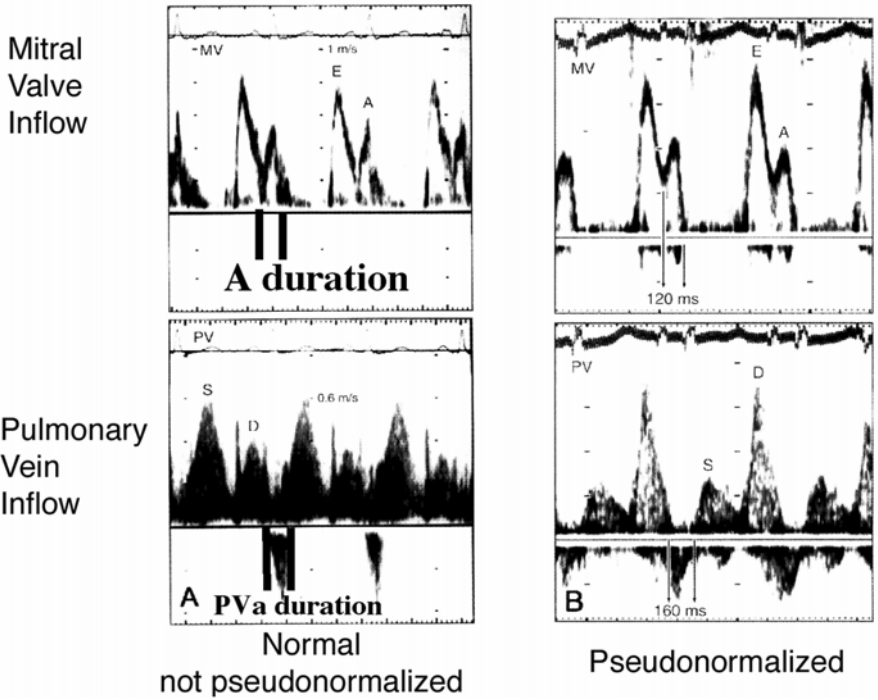 Mitral
Valve
Inflow
MV
1 m/s
E
A
A duration
MV
E
A
120 ms
Pulmonary
Vein
Inflow
PV
S
D
0.6 m/s
A
PVa duration
PV
D
S
B
160 ms
Normal
not pseudonormalized
Pseudonormalized